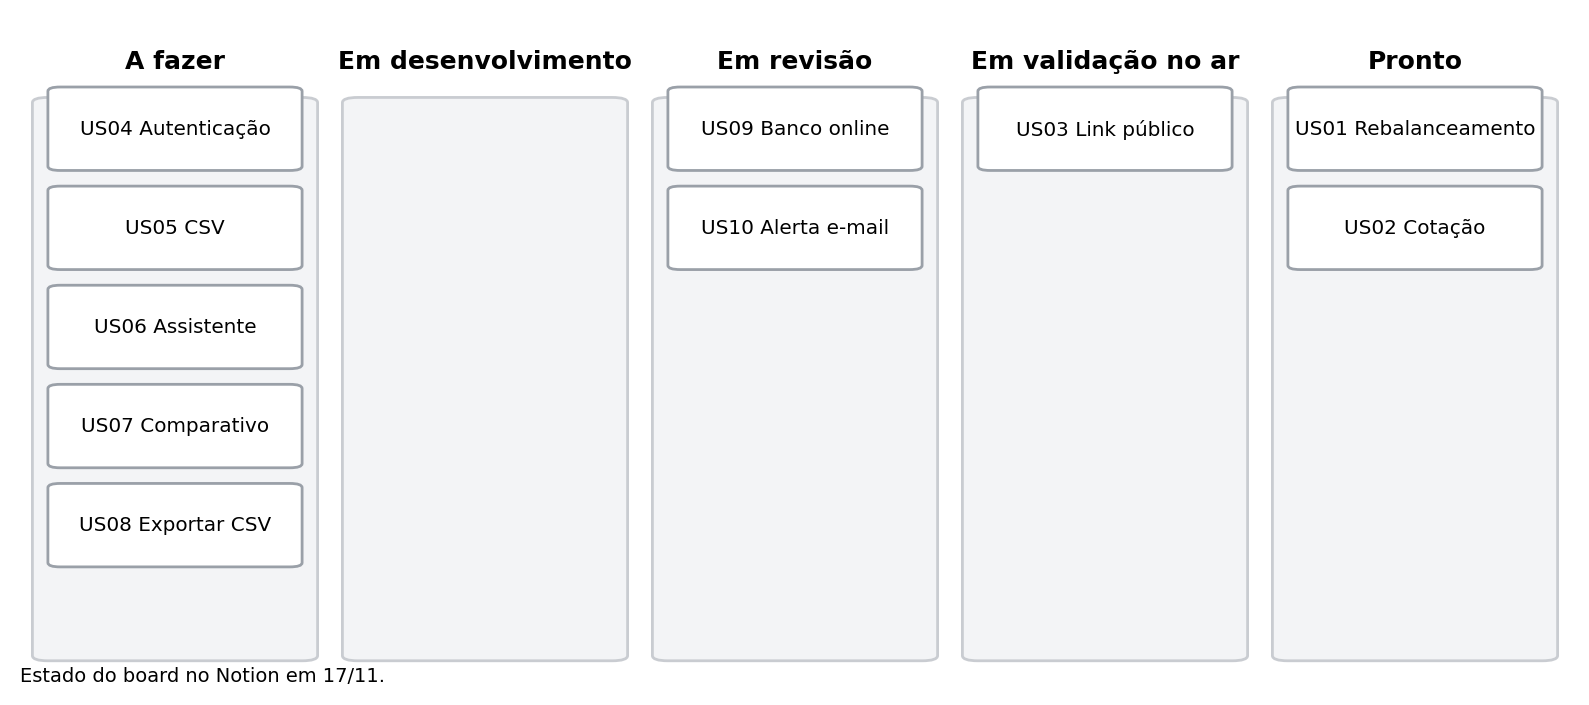 A fazer
US04 Autenticação
US05 CSV
US06 Assistente
US07 Comparativo
US08 Exportar CSV
Em desenvolvimento
Em revisão
US09 Banco online
US10 Alerta e-mail
Em validação no ar
US03 Link público
Pronto
US01 Rebalanceamento
US02 Cotação
Estado do board no Notion em 17/11.